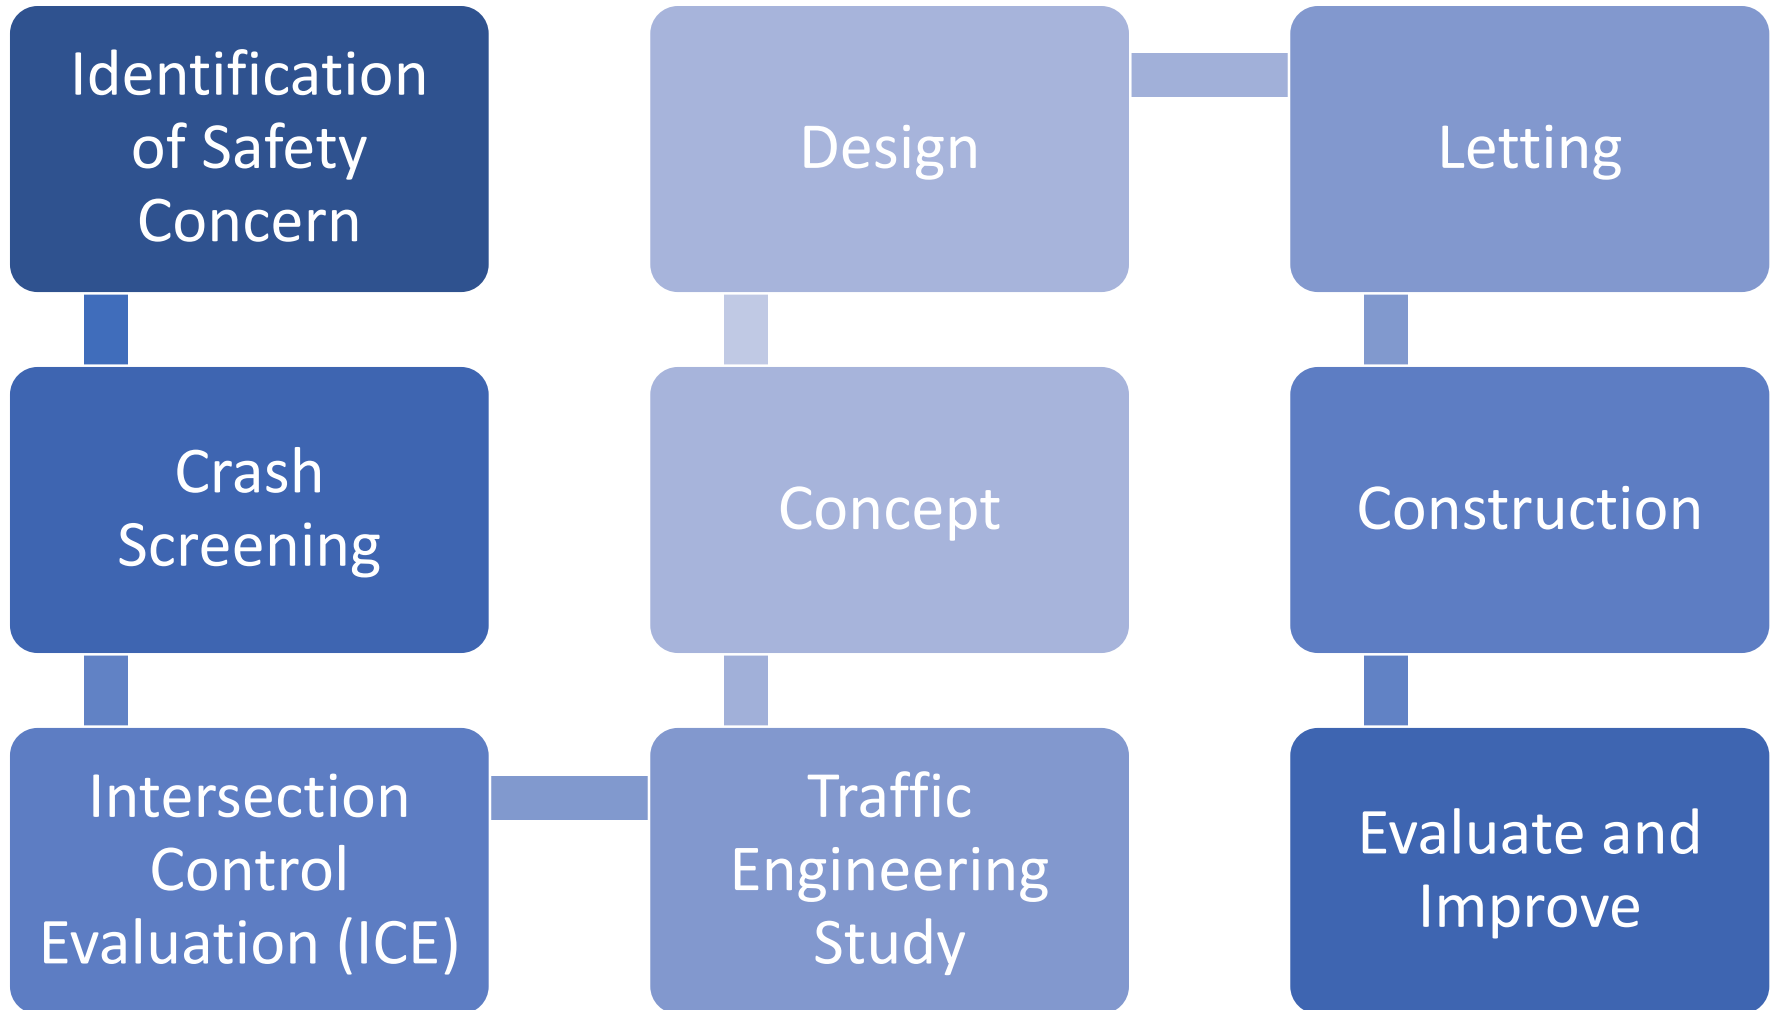 Identification
of Safety
Concern
Crash
Screening
Intersection
Control
Evaluation (ICE)
Traffic
Engineering
Study
Concept
Design
Letting
Construction
Evaluate and
Improve